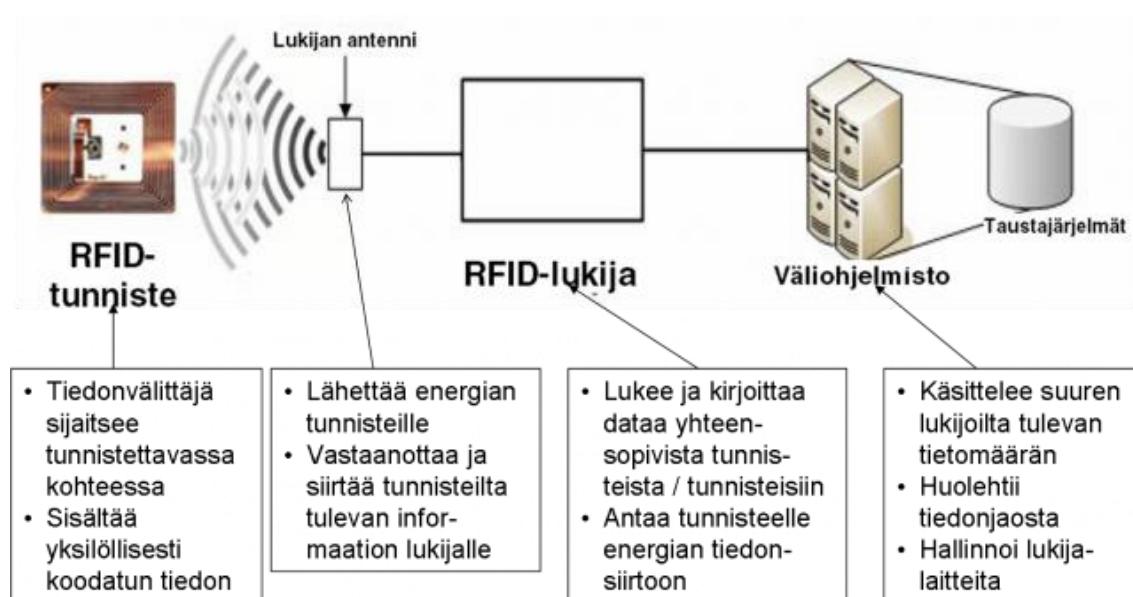 Lukijan antenni
RFID-
tunniste
RFID-lukija
Väliohjelmisto
Taustajärjelmät
• Tiedonvälittäjä
sijaitsee
tunnistettavassa
kohteessa
• Sisältää
yksilöllisesti
koodatun tiedon
• Lähettää energian
tunnisteille
• Vastaanottaa ja
siirtää tunnisteilta
tulevan infor-
maation lukijalle
• Lukee ja kirjoittaa
dataa yhteen-
sopivista tunnis-
teista / tunnisteisiin
• Antaa tunnisteelle
energian tiedon-
siirtoon
• Käsittelee suuren
lukijoilta tulevan
tietomäärän
• Huolehtii
tiedonjaosta
• Hallinnoi lukija-
laitteita